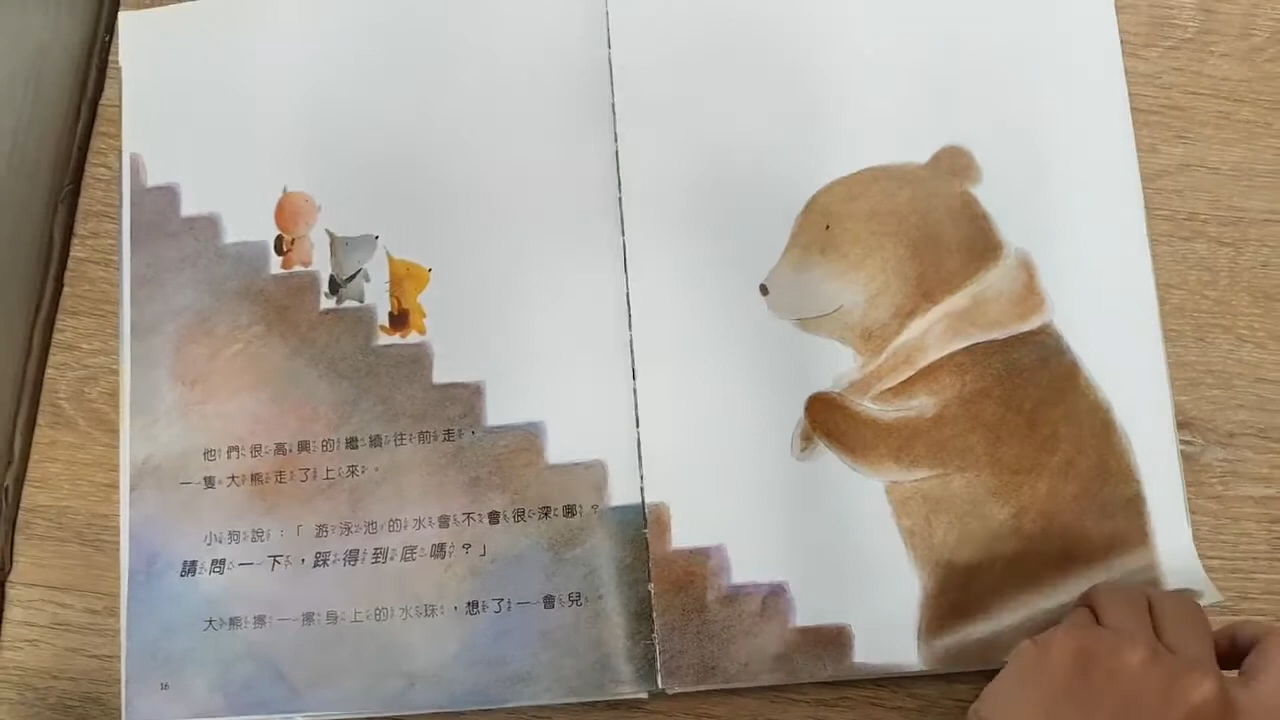 他們很高興的繼續往前走，
一隻大熊走了上來。
小狗說：「游泳池的水會不會很深哪？
請問一下，踩得到底嗎？」
大熊擦一擦身上的水珠，想了一會兒。
16